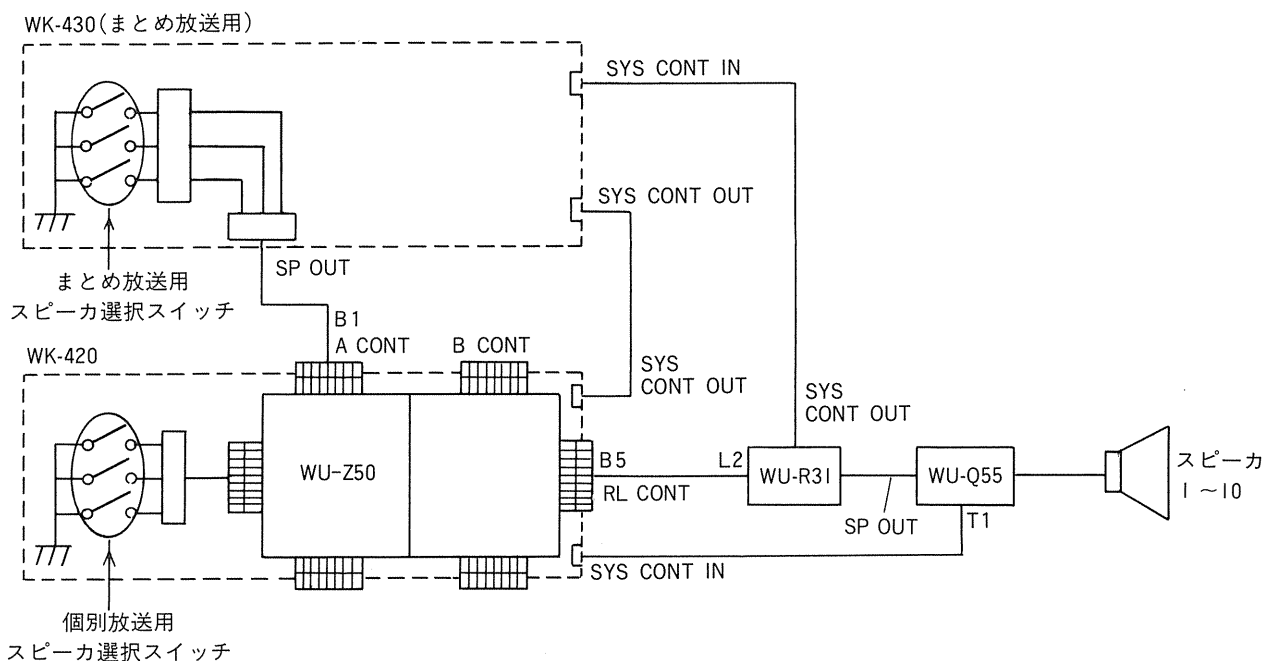 WK-430(まとめ放送用)
SYS CONT IN
SYS CONT OUT
SP OUT
まとめ放送用
スピーカ選択スイッチ
B1
A CONT
B CONT
WK-420
SYS
CONT OUT
SYS
CONT OUT
WU-Z50
B5
RL CONT
L2
WU-R31
SP OUT
WU-Q55
T1
スピーカ
1~10
SYS CONT IN
個別放送用
スピーカ選択スイッチ